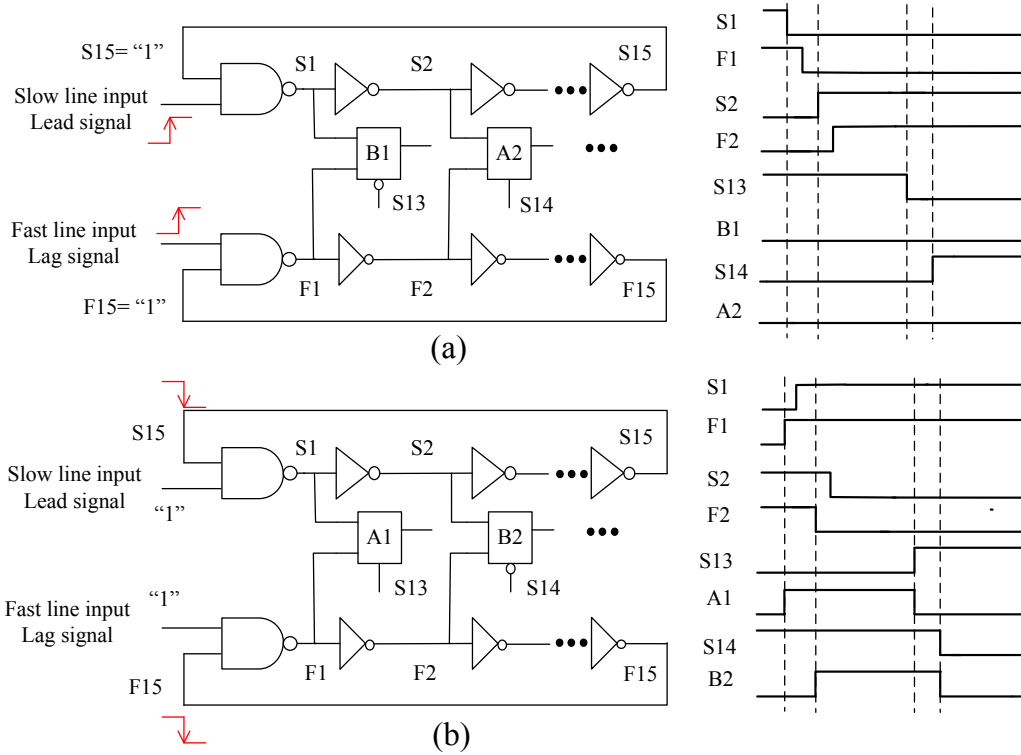 S15= “1”
Slow line input
Lead signal
S1
S2
S15
B1
A2
S13
S14
Fast line input
Lag signal
F15= “1”
F1
F2
F15
(a)
S1
F1
S2
F2
S13
B1
S14
A2
S15
Slow line input
Lead signal
“1”
S1
S2
S15
A1
B2
S13
S14
Fast line input
Lag signal
“1”
F15
F1
F2
F15
(b)
S1
F1
S2
F2
S13
A1
S14
B2